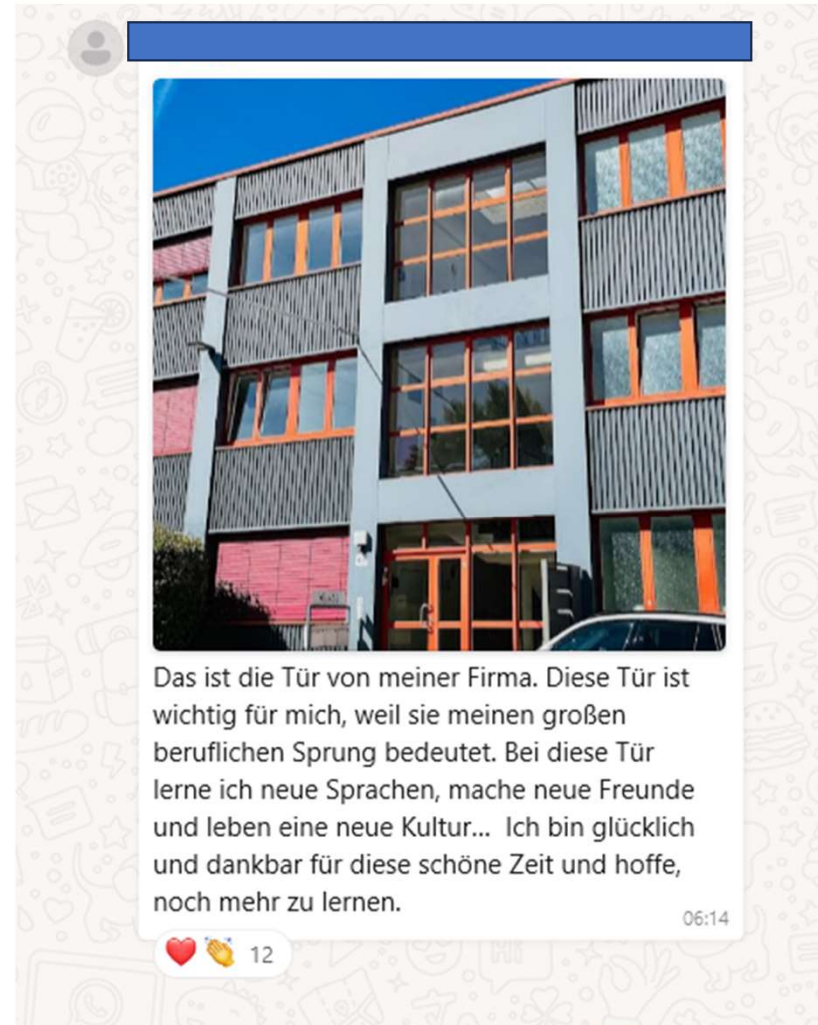 Das ist die Tür von meiner Firma. Diese Tür ist
wichtig für mich, weil sie meinen großen
beruflichen Sprung bedeutet. Bei diese Tür
lerne ich neue Sprachen, mache neue Freunde
und leben eine neue Kultur... Ich bin glücklich
und dankbar für diese schöne Zeit und hoffe,
noch mehr zu lernen.
06:14
12